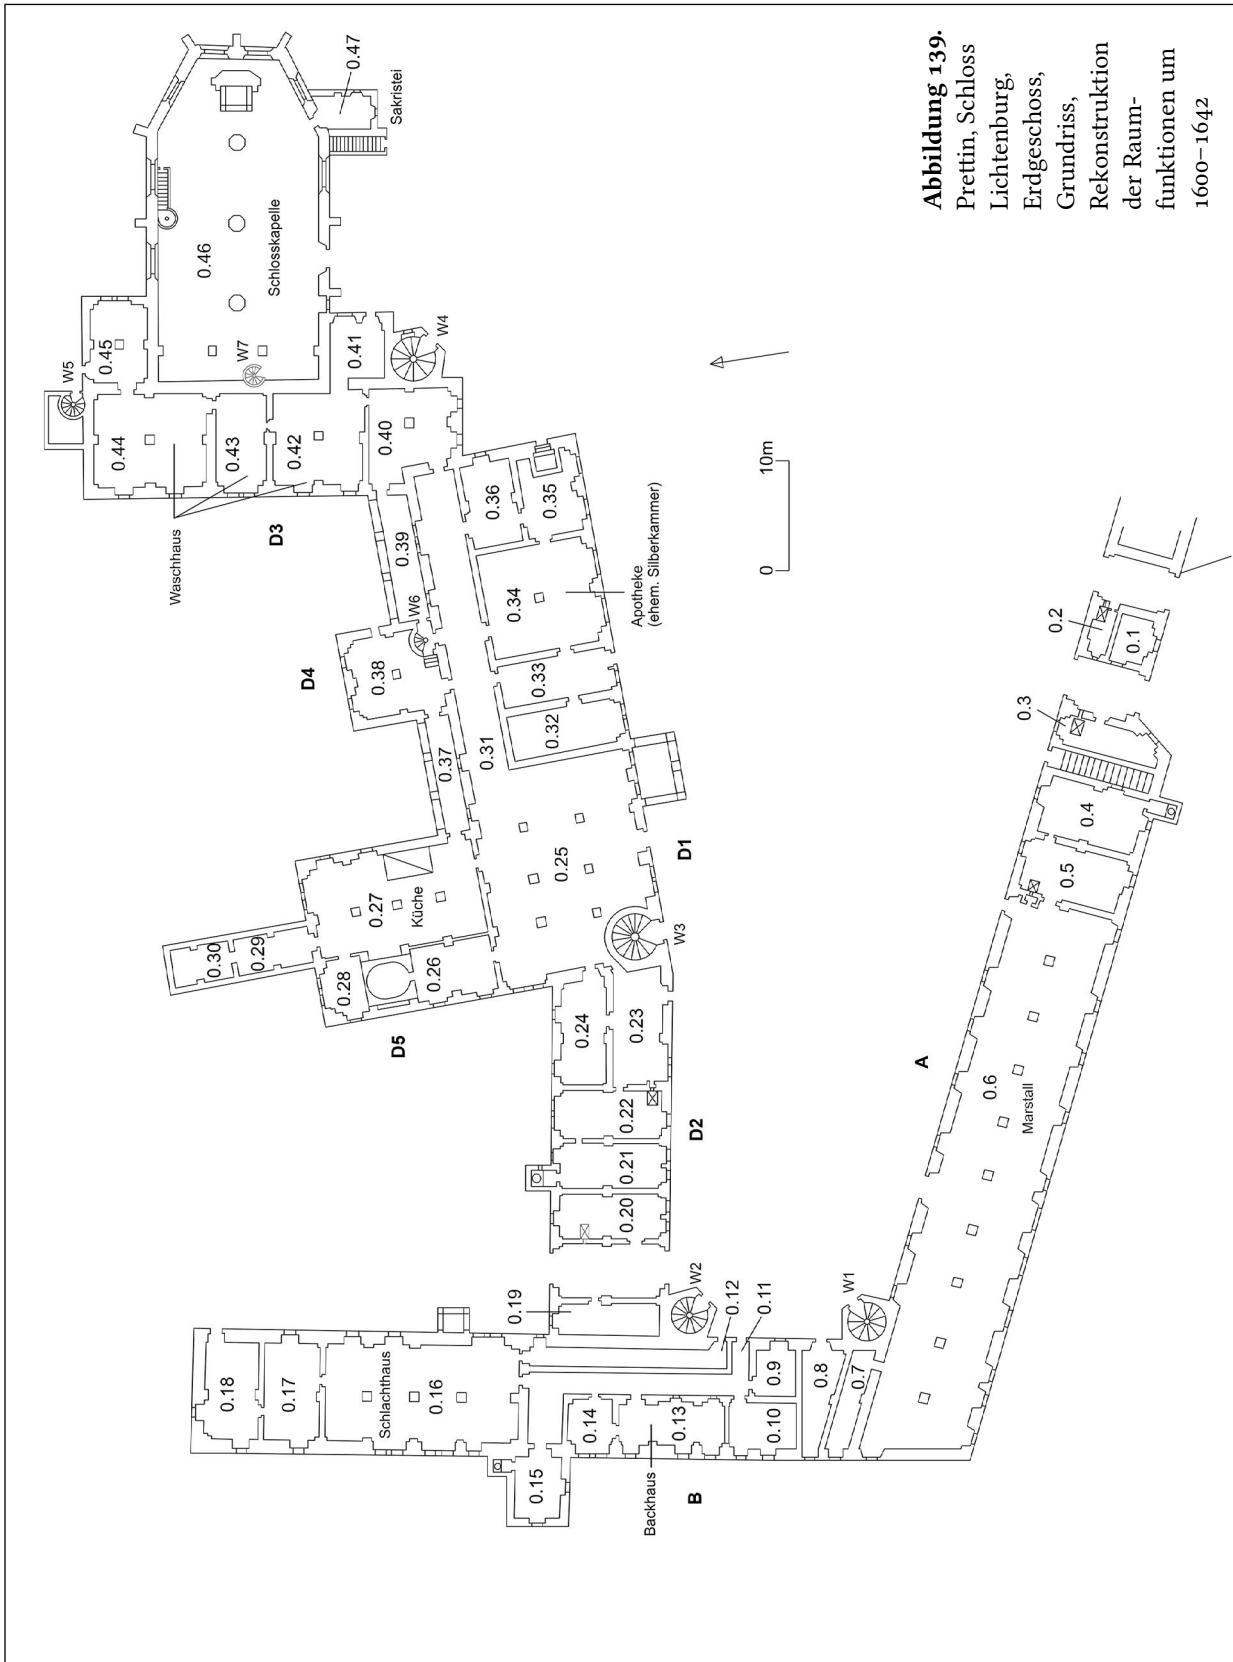 Abbildung 139.
Prettin, Schloss
Lichtenburg,
Erdgeschoss,
Grundriss,
Rekonstruktion
der Raum-
funktionen um
1600–1642
0.47
Sakristei
0.46
Schlosskapelle
W5
0.45
W7
0.41
W4
0.44
0.43
0.42
0.40
Waschhaus
D3
0.39
W6
0.36
0.35
0.34
Apotheke
(ehem. Silberkammer)
10m
0
D4
0.38
0.33
0.32
0.31
0.37
0.25
D1
0.27
Küche
W3
0.30
0.29
0.28
0.26
D5
0.24
0.23
0.22
D2
0.21
0.20
0.19
W2
0.12
0.11
W1
0.18
0.17
Schlachthaus
0.16
0.9
0.8
0.7
0.14
0.13
0.10
0.15
Backhaus
B
0.2
0.1
0.3
0.4
0.5
A
0.6
Marstall